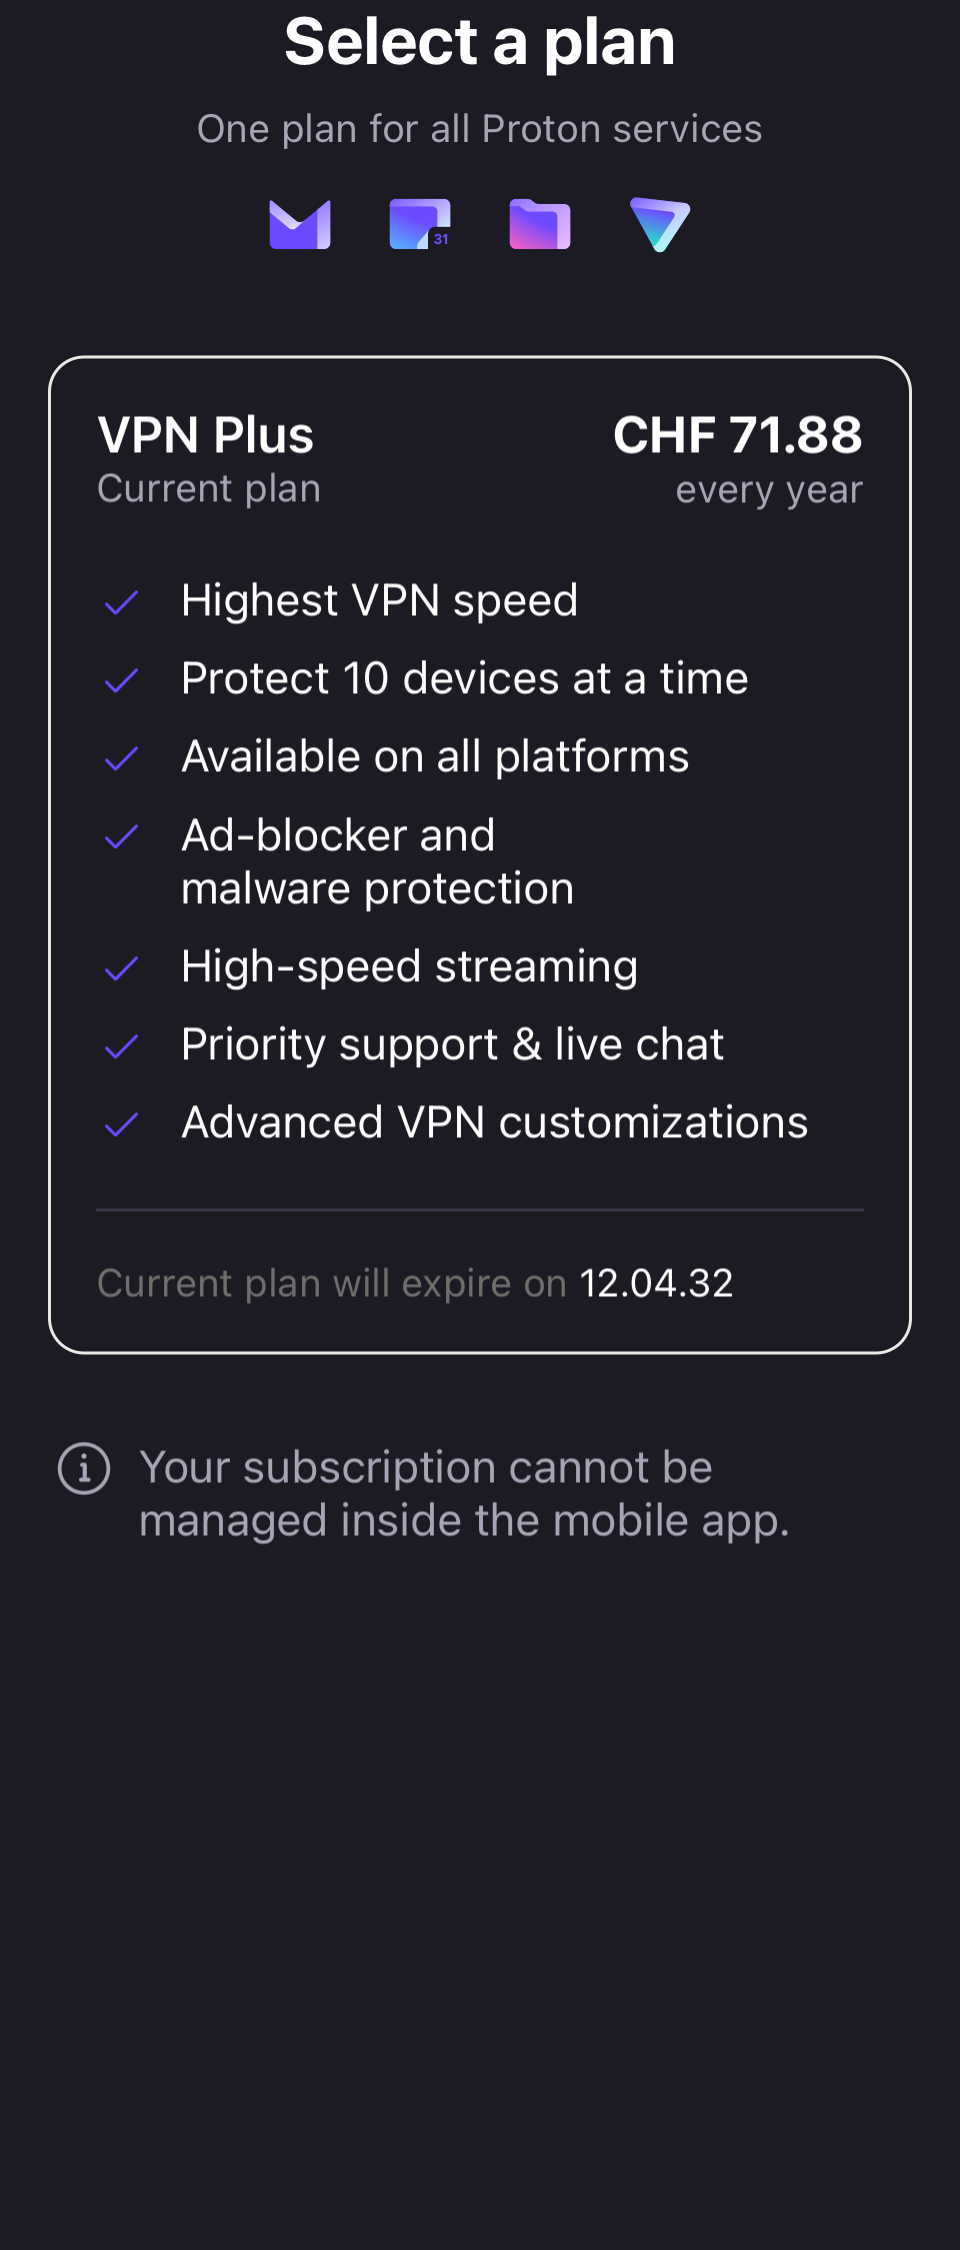 Select a plan
One plan for all Proton services
31
VPN Plus
CHF 71.88
Current plan
every year
Highest VPN speed
Protect 10 devices at a time
Available on all platforms
Ad-blocker and
malware protection
High-speed streaming
Priority support & live chat
Advanced VPN customizations
Current plan will expire on 12.04.32
Your subscription cannot be
managed inside the mobile app.